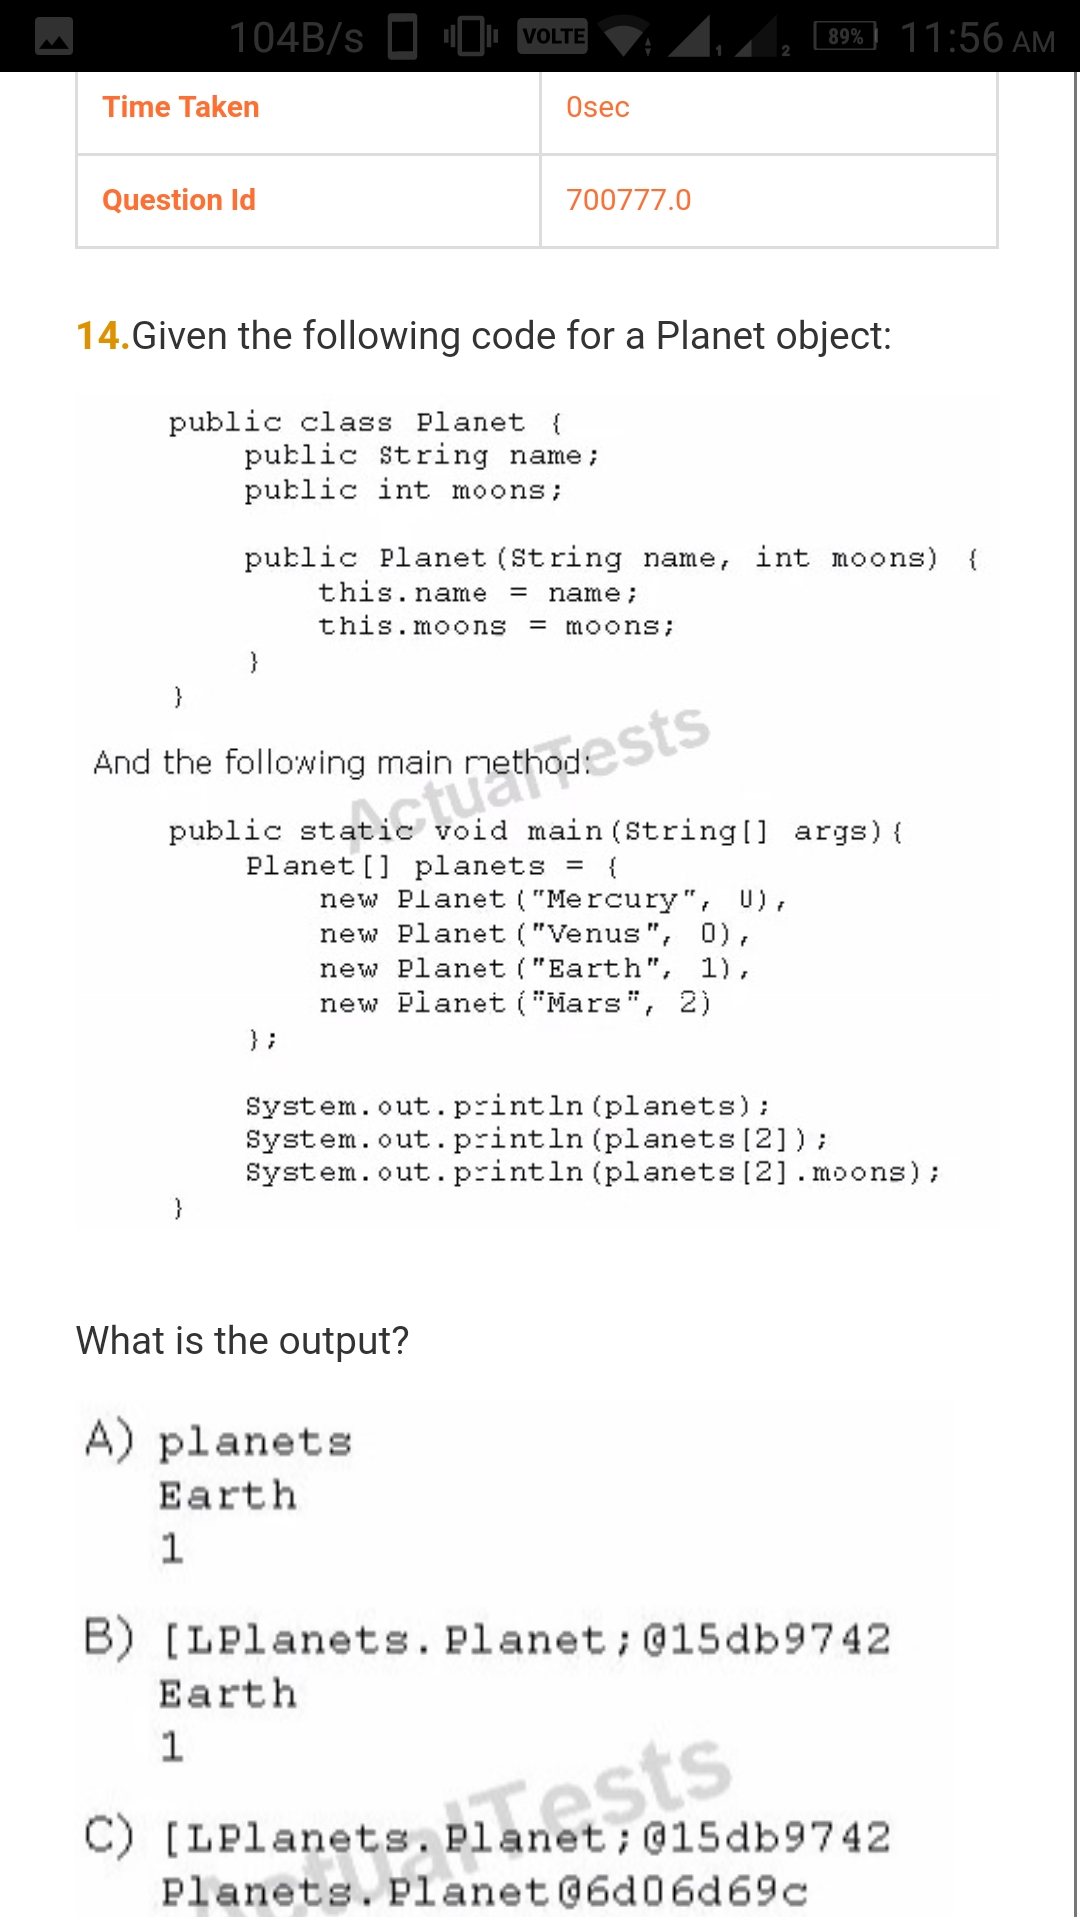 104B/s VOLTE 1 2 89% 11:56 AM
Time Taken 0sec
Question Id 700777.0
14.Given the following code for a Planet object:
public class Planet {
public String name;
public int moons;
public Planet(String name, int moons) {
this.name = name;
this.moons = moons;
}
}
And the following main method:
ActualTests
public static void main(String[] args){
Planet[] planets = {
new Planet("Mercury", 0),
new Planet("Venus", 0),
new Planet("Earth", 1),
new Planet("Mars", 2)
};
System.out.println(planets);
System.out.println(planets[2]);
System.out.println(planets[2].moons);
}
What is the output?
A) planets
Earth
1
B) [LPlanets.Planet;@15db9742
Earth
1
ActualTests
C) [LPlanets.Planet;@15db9742
Planets.Planet@6d06d69c